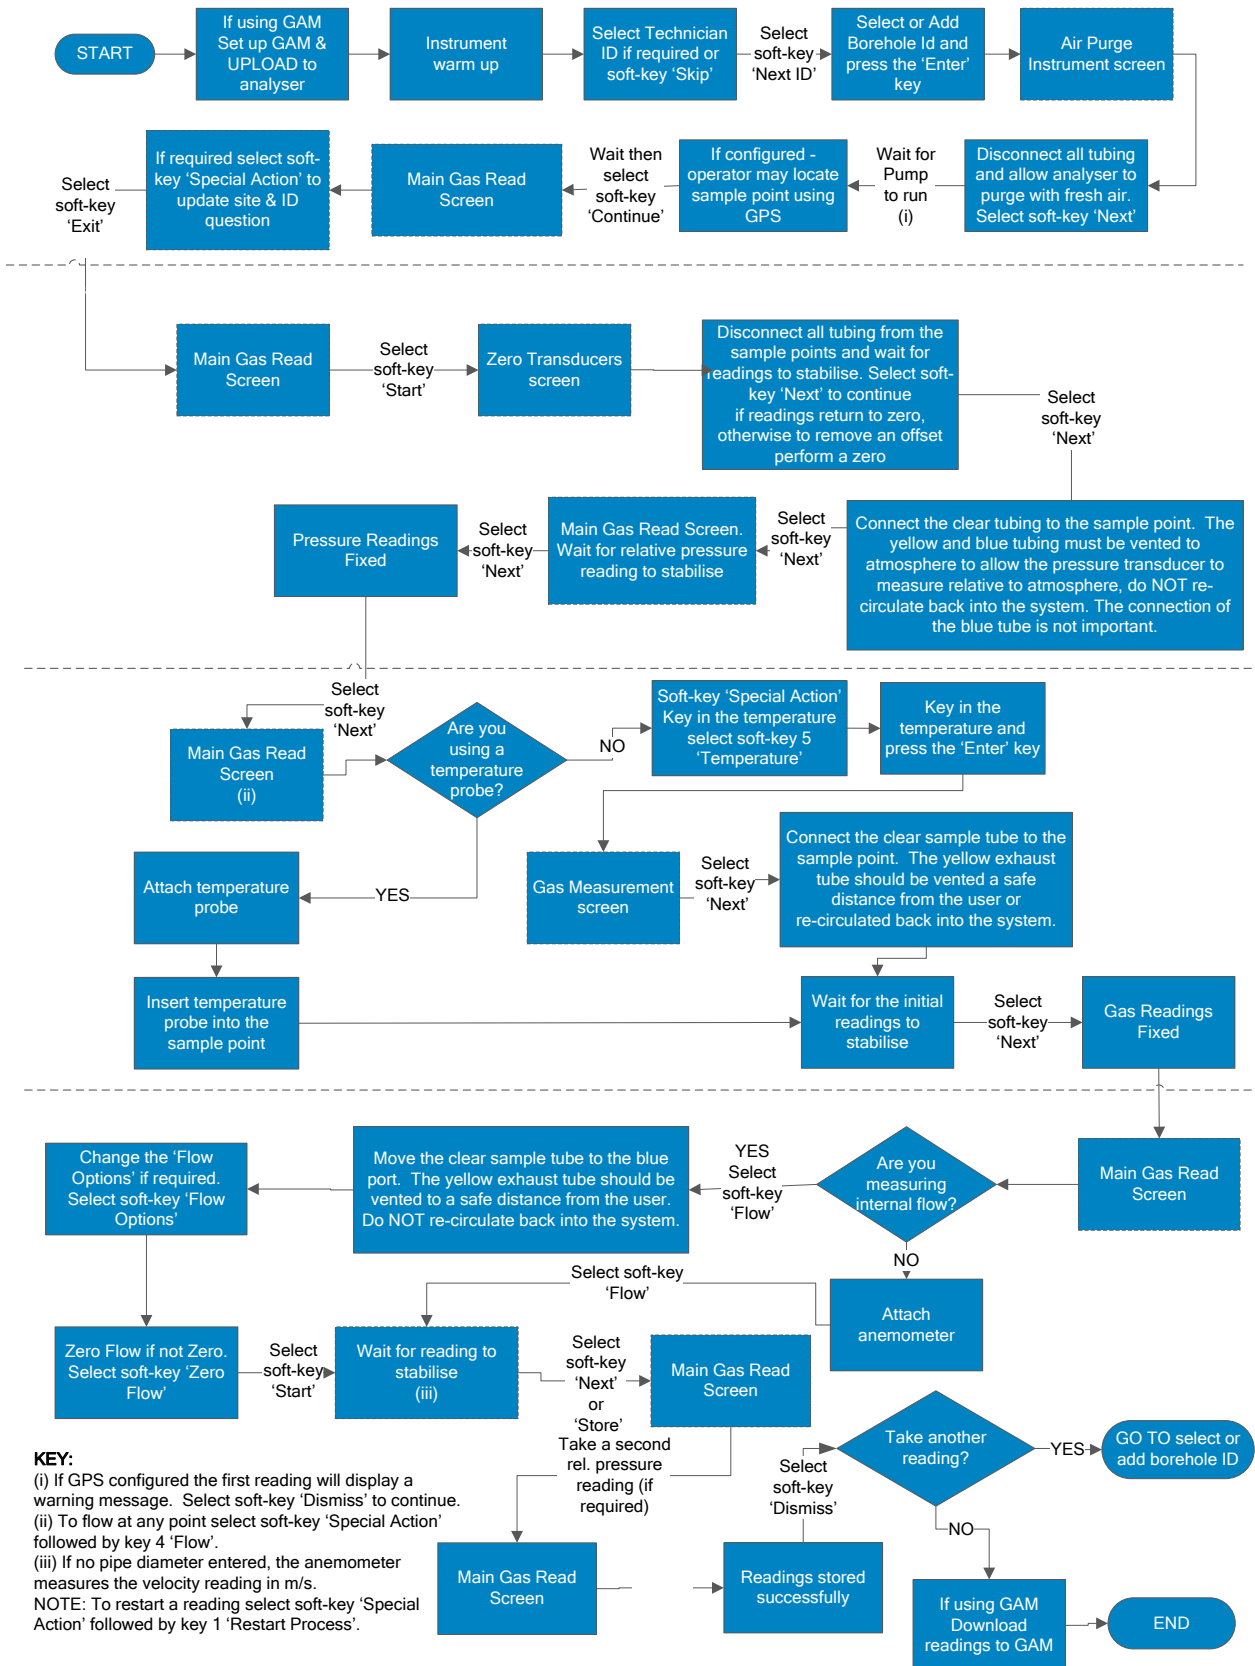 START
If using GAM
Set up GAM &
UPLOAD to
analyser
Instrument
warm up
Select Technician
ID if required or
soft-key ‘Skip’
Select
soft-key
‘Next ID’
Select or Add
Borehole Id and
press the ‘Enter’
key
Air Purge
Instrument screen
Disconnect all tubing
and allow analyser to
purge with fresh air.
Select soft-key ‘Next’
Wait for
Pump
to run
(i)
If configured -
operator may locate
sample point using
GPS
Wait then
select
soft-key
‘Continue’
Main Gas Read
Screen
If required select soft-
key ‘Special Action’ to
update site & ID
question
Select
soft-key
‘Exit’
Main Gas Read
Screen
Select
soft-key
‘Start’
Zero Transducers
screen
Disconnect all tubing from the
sample points and wait for
readings to stabilise. Select soft-
key ‘Next’ to continue
if readings return to zero,
otherwise to remove an offset
perform a zero
Select
soft-key
‘Next’
Connect the clear tubing to the sample point.  The
yellow and blue tubing must be vented to
atmosphere to allow the pressure transducer to
measure relative to atmosphere, do NOT re-
circulate back into the system. The connection of
the blue tube is not important.
Select
soft-key
‘Next’
Main Gas Read Screen.
Wait for relative pressure
reading to stabilise
Select
soft-key
‘Next’
Pressure Readings
Fixed
Select
soft-key
‘Next’
Main Gas Read
Screen
(ii)
Are you
using a
temperature
probe?
NO
Soft-key ‘Special Action’
Key in the temperature
select soft-key 5
‘Temperature’
Key in the
temperature and
press the ‘Enter’ key
Gas Measurement
screen
Select
soft-key
‘Next’
Connect the clear sample tube to the
sample point.  The yellow exhaust
tube should be vented a safe
distance from the user or
re-circulated back into the system.
YES
Attach temperature
probe
Insert temperature
probe into the
sample point
Wait for the initial
readings to
stabilise
Select
soft-key
‘Next’
Gas Readings
Fixed
Main Gas Read
Screen
Are you
measuring
internal flow?
YES
Select
soft-key
‘Flow’
Move the clear sample tube to the blue
port.  The yellow exhaust tube should be
vented to a safe distance from the user.
Do NOT re-circulate back into the system.
Change the ‘Flow
Options’ if required.
Select soft-key ‘Flow
Options’
NO
Attach
anemometer
Select soft-key
‘Flow’
Zero Flow if not Zero.
Select soft-key ‘Zero
Flow’
Select
soft-key
‘Start’
Wait for reading to
stabilise
(iii)
Select
soft-key
‘Next’
or
‘Store’
Main Gas Read
Screen
Take a second
rel. pressure
reading (if
required)
Main Gas Read
Screen
Readings stored
successfully
Select
soft-key
‘Dismiss’
Take another
reading?
YES
GO TO select or
add borehole ID
NO
If using GAM
Download
readings to GAM
END
KEY:
(i) If GPS configured the first reading will display a
warning message.  Select soft-key ‘Dismiss’ to continue.
(ii) To flow at any point select soft-key ‘Special Action’
followed by key 4 ‘Flow’.
(iii) If no pipe diameter entered, the anemometer
measures the velocity reading in m/s.
NOTE: To restart a reading select soft-key ‘Special
Action’ followed by key 1 ‘Restart Process’.